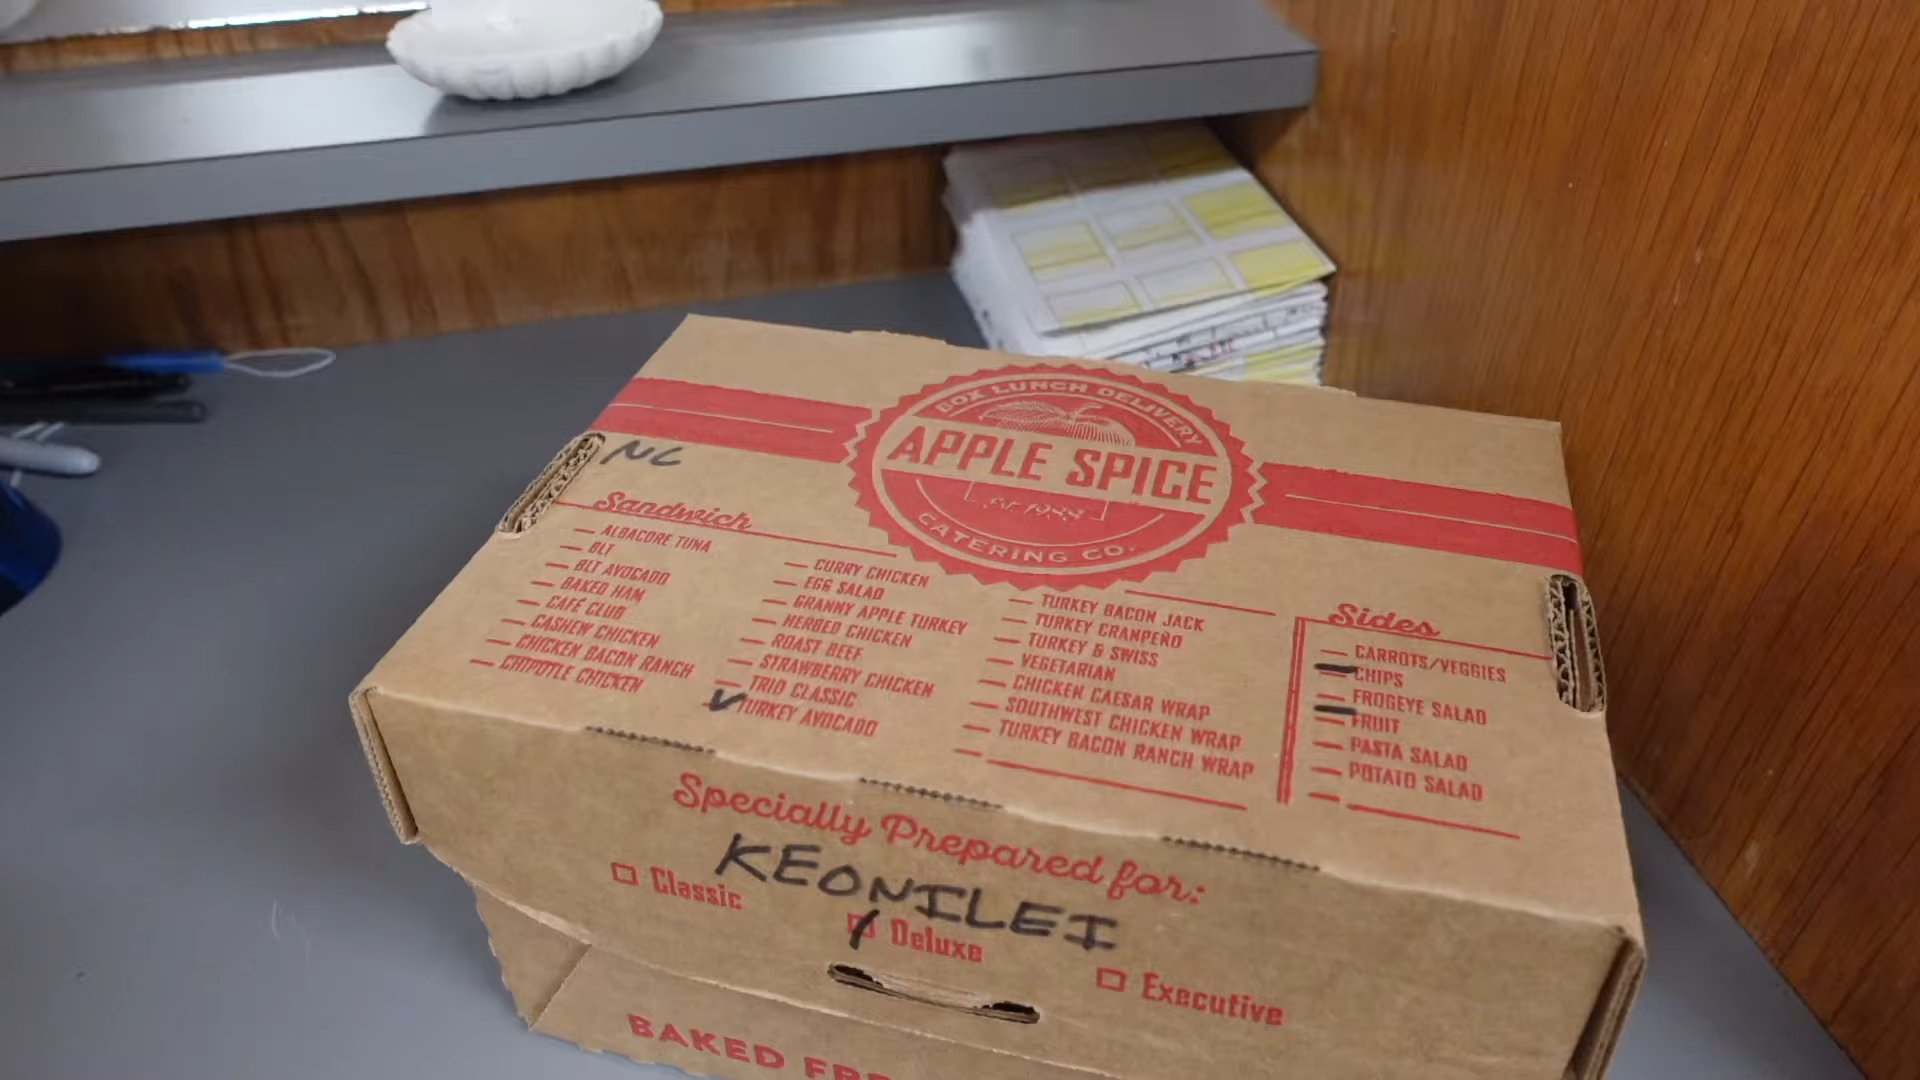 BOX LUNCH DELIVERY
APPLE SPICE
EST. 1988
CATERING CO.
NC
Sandwich
ALBACORE TUNA
BLT
BLT AVOCADO
BAKED HAM
CAFÉ CLUB
CASHEW CHICKEN
CHICKEN BACON RANCH
CHIPOTLE CHICKEN
CURRY CHICKEN
EGG SALAD
GRANNY APPLE TURKEY
HERBED CHICKEN
ROAST BEEF
STRAWBERRY CHICKEN
TRIO CLASSIC
TURKEY AVOCADO
TURKEY BACON JACK
TURKEY CRANPEÑO
TURKEY & SWISS
VEGETARIAN
CHICKEN CAESAR WRAP
SOUTHWEST CHICKEN WRAP
TURKEY BACON RANCH WRAP
Sides
CARROTS/VEGGIES
CHIPS
FROGEYE SALAD
FRUIT
PASTA SALAD
POTATO SALAD
Specially Prepared for:
KEONILEI
Classic
Deluxe
Executive
BAKED